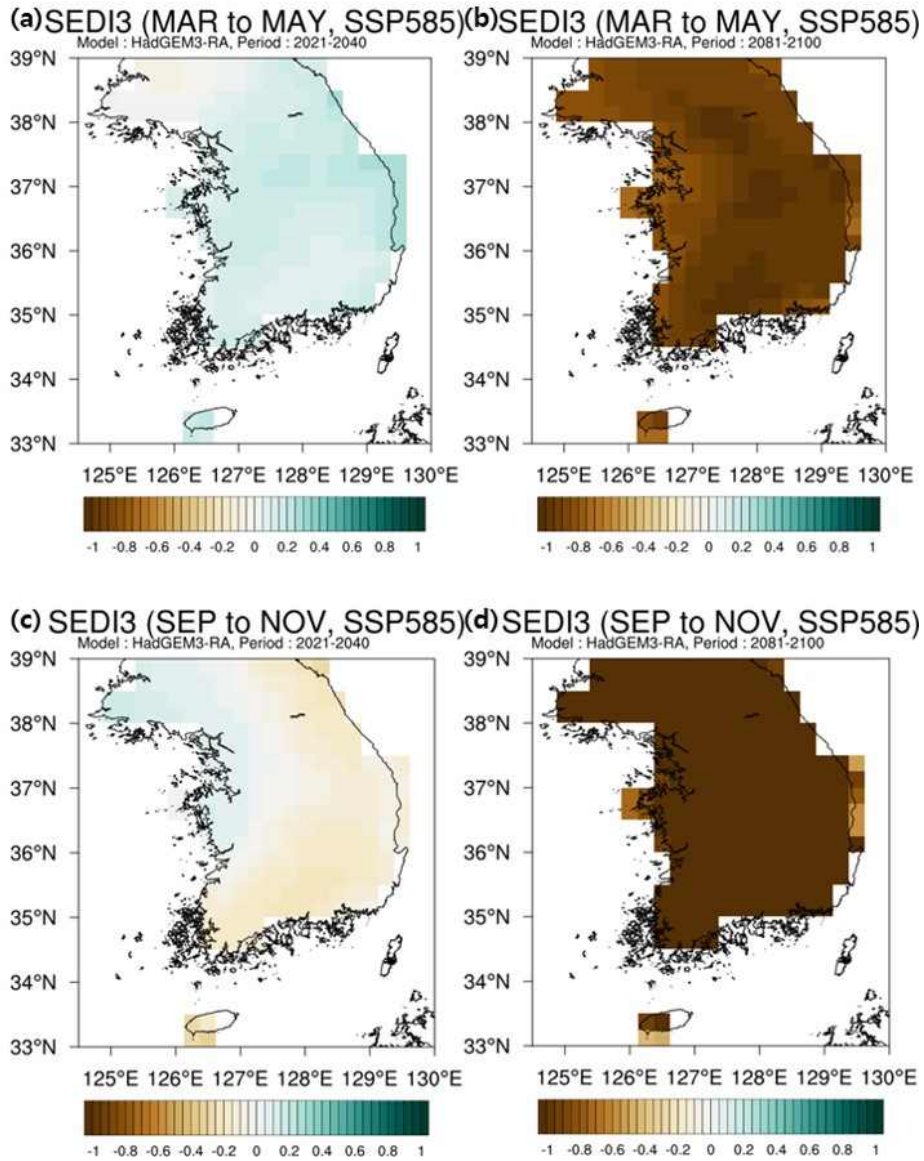 (a) SEDI3 (MAR to MAY, SSP585)
Model : HadGEM3-RA, Period : 2021-2040
39°N
38°N
37°N
36°N
35°N
34°N
33°N
125°E 126°E 127°E 128°E 129°E 130°E
-1 -0.8 -0.6 -0.4 -0.2 0 0.2 0.4 0.6 0.8 1
(b) SEDI3 (MAR to MAY, SSP585)
Model : HadGEM3-RA, Period : 2081-2100
39°N
38°N
37°N
36°N
35°N
34°N
33°N
125°E 126°E 127°E 128°E 129°E 130°E
-1 -0.8 -0.6 -0.4 -0.2 0 0.2 0.4 0.6 0.8 1
(c) SEDI3 (SEP to NOV, SSP585)
Model : HadGEM3-RA, Period : 2021-2040
39°N
38°N
37°N
36°N
35°N
34°N
33°N
125°E 126°E 127°E 128°E 129°E 130°E
-1 -0.8 -0.6 -0.4 -0.2 0 0.2 0.4 0.6 0.8 1
(d) SEDI3 (SEP to NOV, SSP585)
Model : HadGEM3-RA, Period : 2081-2100
39°N
38°N
37°N
36°N
35°N
34°N
33°N
125°E 126°E 127°E 128°E 129°E 130°E
-1 -0.8 -0.6 -0.4 -0.2 0 0.2 0.4 0.6 0.8 1